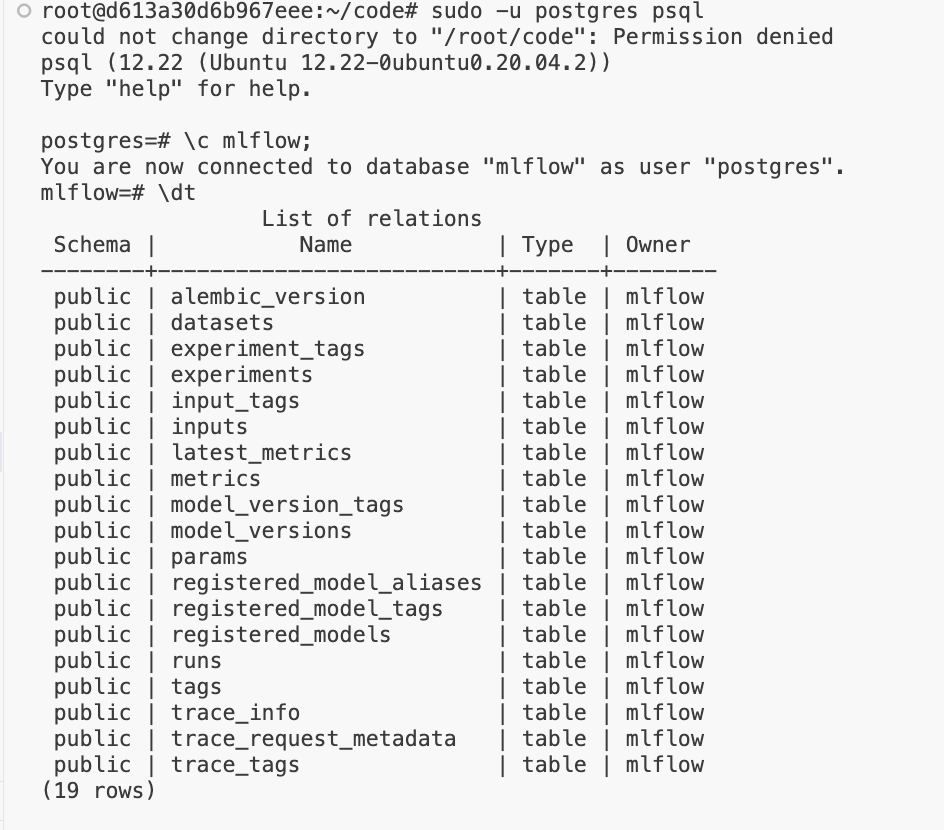 root@d613a30d6b967eee:~/code# sudo -u postgres psql
could not change directory to "/root/code": Permission denied
psql (12.22 (Ubuntu 12.22-0ubuntu0.20.04.2))
Type "help" for help.

postgres=# \c mlflow;
You are now connected to database "mlflow" as user "postgres".
mlflow=# \dt
                 List of relations
 Schema |           Name           | Type  | Owner
--------+--------------------------+-------+--------
 public | alembic_version          | table | mlflow
 public | datasets                 | table | mlflow
 public | experiment_tags          | table | mlflow
 public | experiments              | table | mlflow
 public | input_tags               | table | mlflow
 public | inputs                   | table | mlflow
 public | latest_metrics           | table | mlflow
 public | metrics                  | table | mlflow
 public | model_version_tags       | table | mlflow
 public | model_versions           | table | mlflow
 public | params                   | table | mlflow
 public | registered_model_aliases | table | mlflow
 public | registered_model_tags    | table | mlflow
 public | registered_models        | table | mlflow
 public | runs                     | table | mlflow
 public | tags                     | table | mlflow
 public | trace_info               | table | mlflow
 public | trace_request_metadata   | table | mlflow
 public | trace_tags               | table | mlflow
(19 rows)